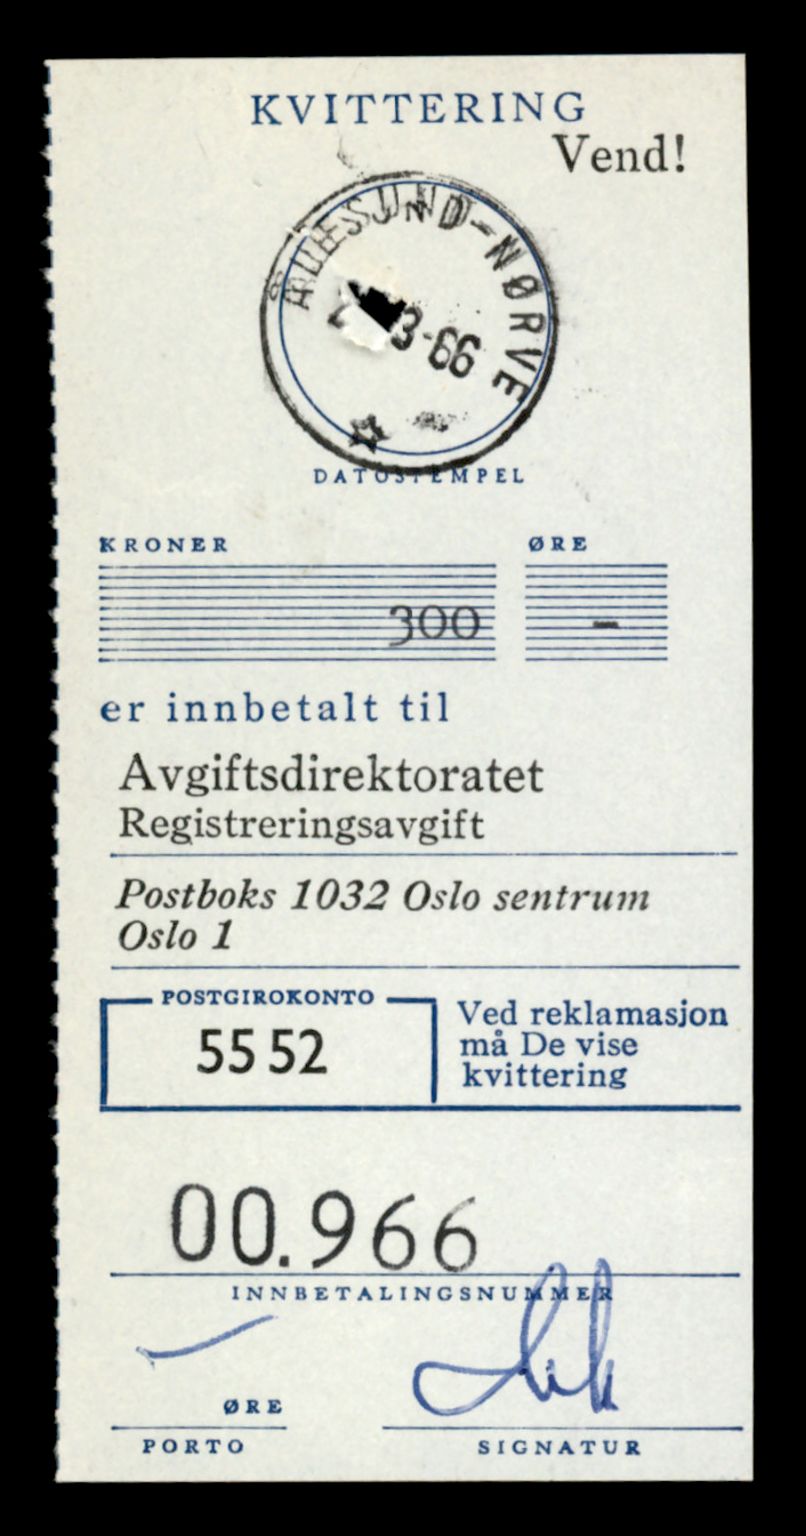 KVITTERING
Vend!
ÅLESUND-NØRVE
3-66
DATOSTEMPEL
KRONER ØRE
300 -
er innbetalt til
Avgiftsdirektoratet
Registreringsavgift
Postboks 1032 Oslo sentrum
Oslo 1
POSTGIROKONTO
55 52
Ved reklamasjon
må De vise
kvittering
00.966
INNBETALINGSNUMMER
ØRE
PORTO SIGNATUR